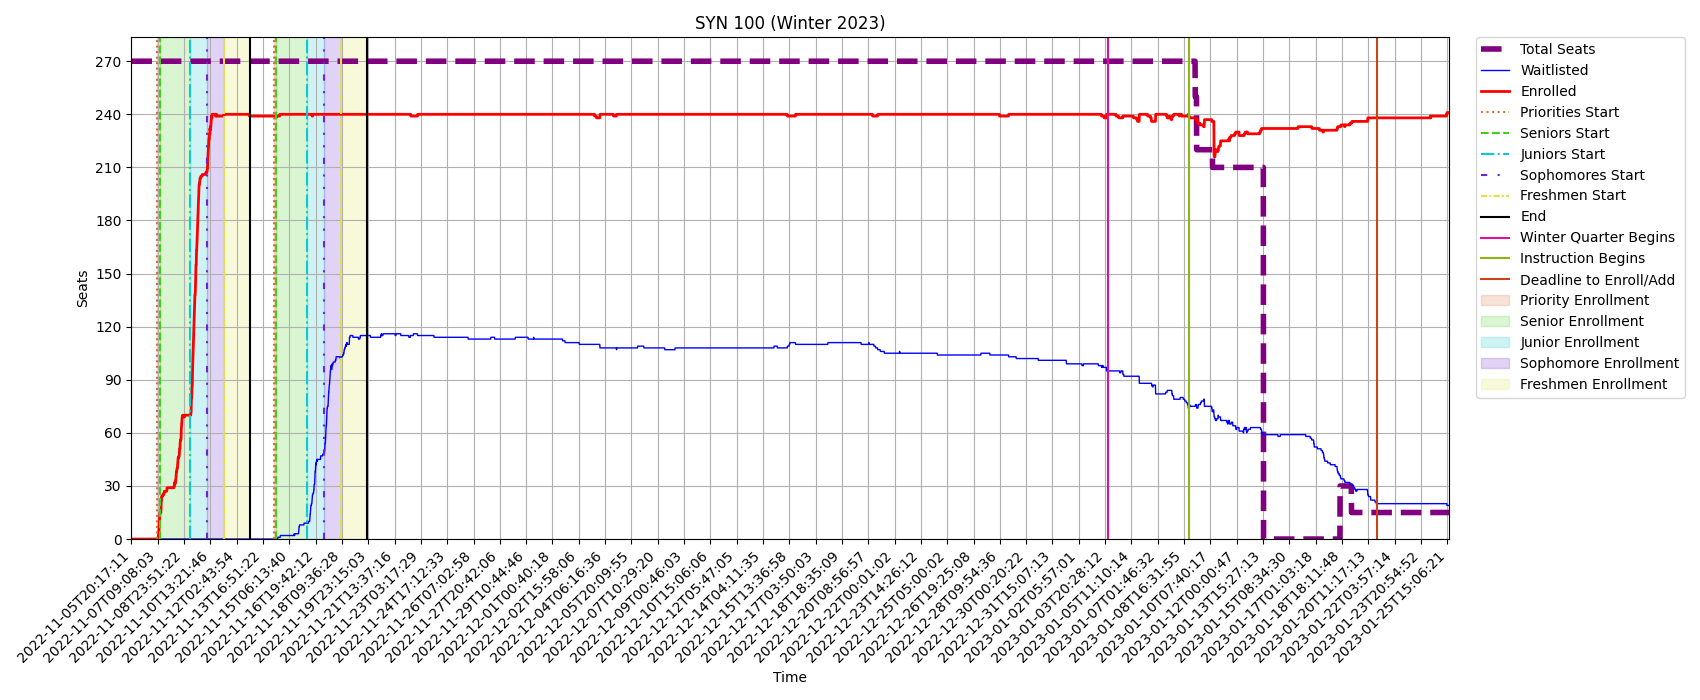 SYN 100 (Winter 2023)
270
240
210
180
150
120
90
60
30
0
Seats
2022-11-05T20:17:11
2022-11-07T09:08:03
2022-11-08T23:51:22
2022-11-10T13:21:46
2022-11-12T02:43:54
2022-11-13T16:51:22
2022-11-15T06:13:40
2022-11-16T19:42:12
2022-11-18T09:36:28
2022-11-19T23:15:03
2022-11-21T13:37:16
2022-11-23T03:17:29
2022-11-24T17:12:33
2022-11-26T07:02:58
2022-11-27T20:42:06
2022-11-29T10:44:46
2022-12-01T00:40:18
2022-12-02T15:58:06
2022-12-04T06:16:36
2022-12-05T20:09:55
2022-12-07T10:29:20
2022-12-09T00:46:03
2022-12-10T15:06:06
2022-12-12T05:47:05
2022-12-14T04:11:35
2022-12-15T13:36:58
2022-12-17T03:50:03
2022-12-18T18:35:09
2022-12-20T08:56:57
2022-12-22T00:01:02
2022-12-23T14:26:12
2022-12-25T05:00:02
2022-12-26T19:25:08
2022-12-28T09:54:36
2022-12-30T00:20:22
2022-12-31T15:07:13
2023-01-02T05:57:01
2023-01-03T20:28:12
2023-01-05T11:10:14
2023-01-07T01:46:32
2023-01-08T16:31:55
2023-01-10T07:40:17
2023-01-12T00:00:47
2023-01-13T15:27:13
2023-01-15T08:34:30
2023-01-17T01:03:18
2023-01-18T18:11:48
2023-01-20T11:17:13
2023-01-22T03:57:14
2023-01-23T20:54:52
2023-01-25T15:06:21
Time
Total Seats
Waitlisted
Enrolled
Priorities Start
Seniors Start
Juniors Start
Sophomores Start
Freshmen Start
End
Winter Quarter Begins
Instruction Begins
Deadline to Enroll/Add
Priority Enrollment
Senior Enrollment
Junior Enrollment
Sophomore Enrollment
Freshmen Enrollment